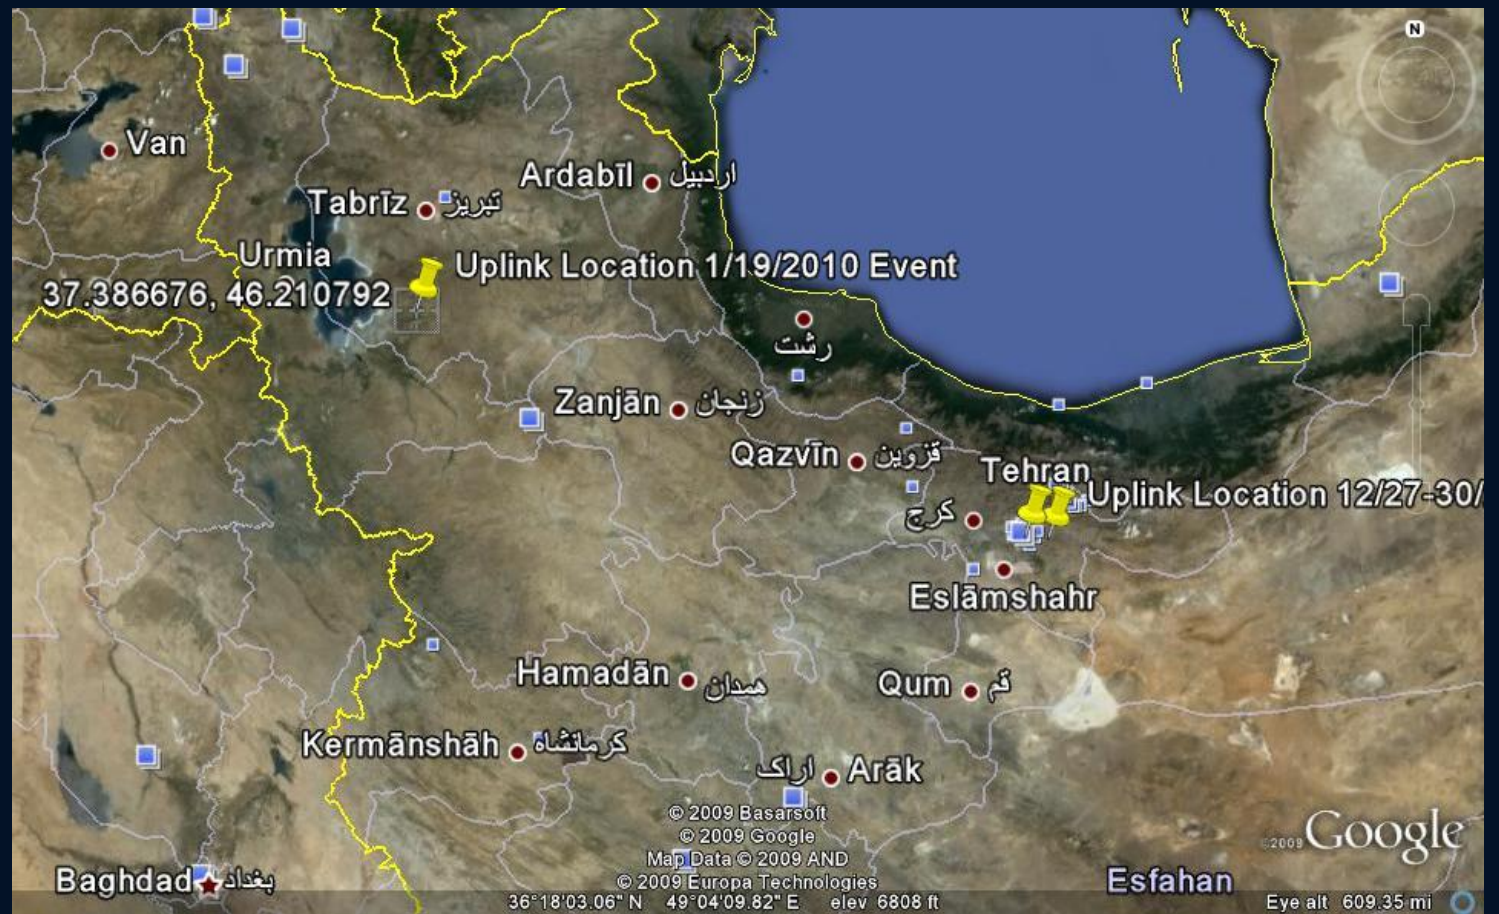 N
Van
Ardabīl اردبیل
Tabrīz تبریز
Urmia
Uplink Location 1/19/2010 Event
37.386676, 46.210792
رشت
Zanjān زنجان
Qazvīn قزوین
Tehran
Uplink Location 12/27-30/
کرج
Eslāmshahr
Hamadān همدان
Qum قم
Kermānshāh کرمانشاه
اراک Arāk
© 2009 Basarsoft
© 2009 Google
Map Data © 2009 AND
© 2009 Europa Technologies
©2009 Google
Baghdad بغداد
Esfahan
36°18'03.06" N 49°04'09.82" E elev 6808 ft
Eye alt 609.35 mi